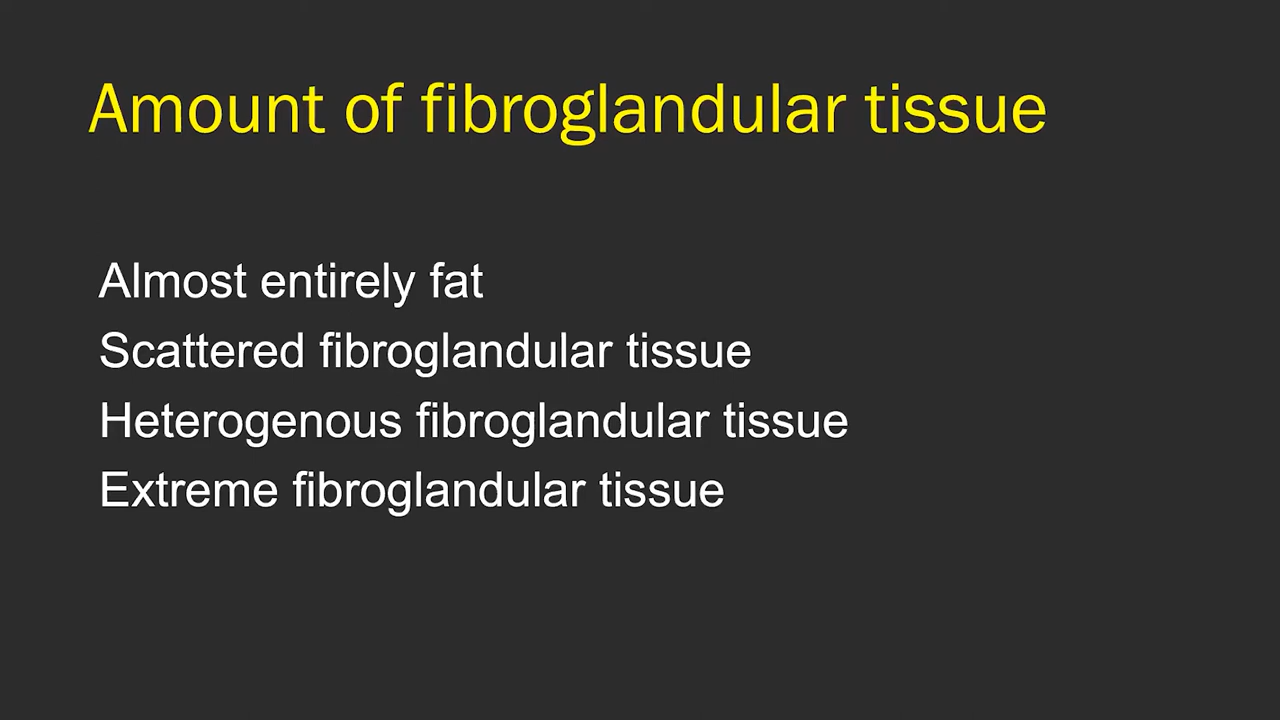 Amount of fibroglandular tissue
Almost entirely fat
Scattered fibroglandular tissue
Heterogenous fibroglandular tissue
Extreme fibroglandular tissue